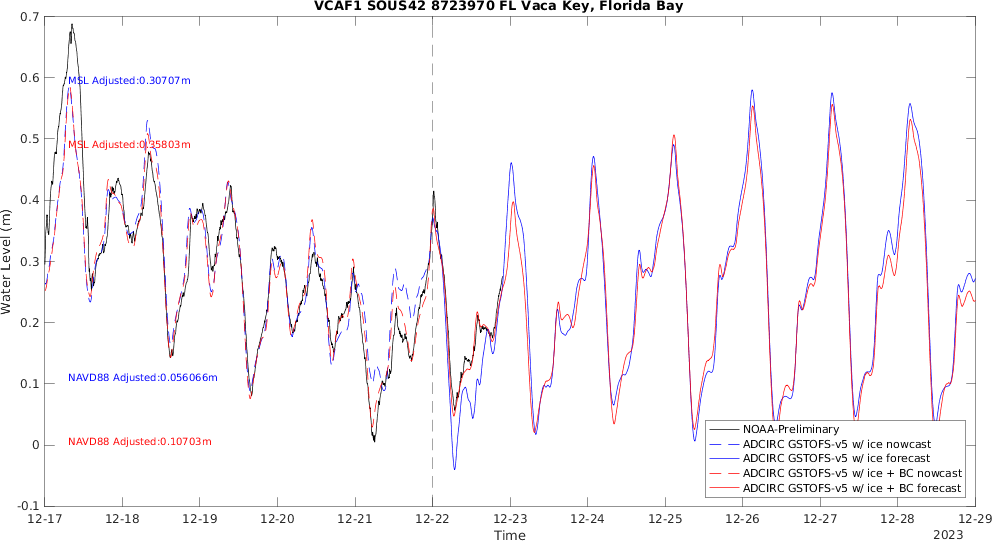 VCAF1 SOUS42 8723970 FL Vaca Key, Florida Bay
0.7
0.6
0.5
0.4
0.3
0.2
0.1
0
-0.1
Water Level (m)
MSL Adjusted:0.30707m
MSL Adjusted:0.35803m
NAVD88 Adjusted:0.056066m
NAVD88 Adjusted:0.10703m
NOAA-Preliminary
ADCIRC GSTOFS-v5 w/ ice nowcast
ADCIRC GSTOFS-v5 w/ ice forecast
ADCIRC GSTOFS-v5 w/ ice + BC nowcast
ADCIRC GSTOFS-v5 w/ ice + BC forecast
12-17 12-18 12-19 12-20 12-21 12-22 12-23 12-24 12-25 12-26 12-27 12-28 12-29
Time
2023